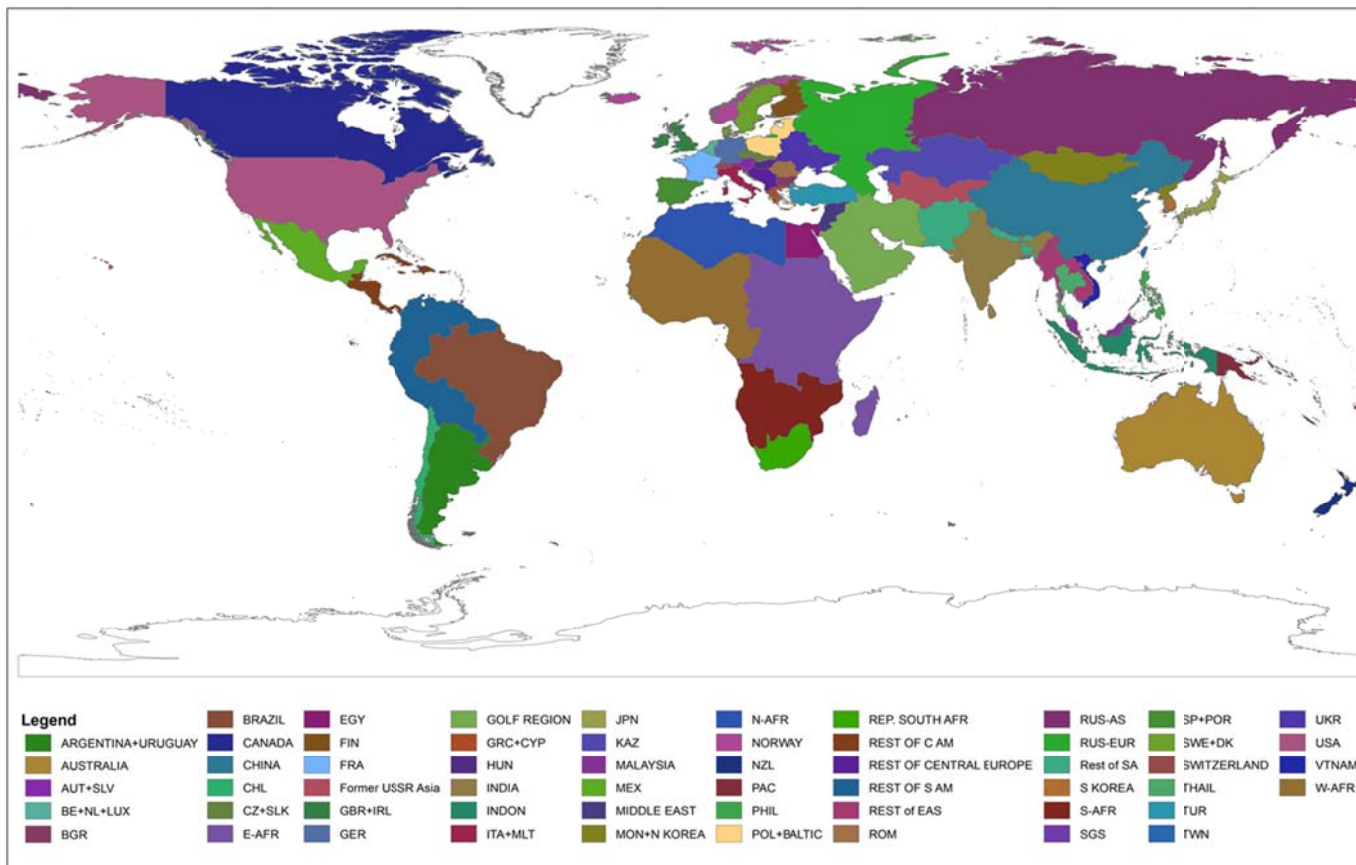 Legend
ARGENTINA+URUGUAY
AUSTRALIA
AUT+SLV
BE+NL+LUX
BGR
BRAZIL
CANADA
CHINA
CHL
CZ+SLK
E-AFR
EGY
FIN
FRA
Former USSR Asia
GBR+IRL
GER
GOLF REGION
GRC+CYP
HUN
INDIA
INDON
ITA+MLT
JPN
KAZ
MALAYSIA
MEX
MIDDLE EAST
MON+N KOREA
N-AFR
NORWAY
NZL
PAC
PHIL
POL+BALTIC
REP. SOUTH AFR
REST OF C AM
REST OF CENTRAL EUROPE
REST OF S AM
REST of EAS
ROM
RUS-AS
RUS-EUR
Rest of SA
S KOREA
S-AFR
SGS
SP+POR
SWE+DK
SWITZERLAND
THAIL
TUR
TWN
UKR
USA
VTNAM
W-AFR